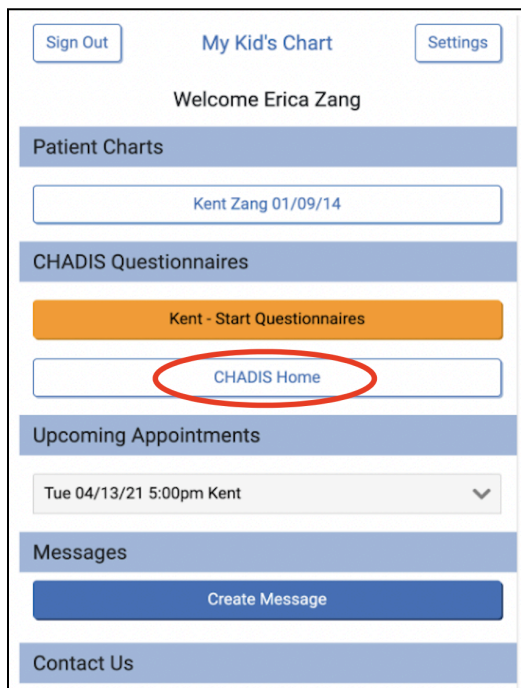 Sign Out My Kid's Chart Settings
Welcome Erica Zang
Patient Charts
Kent Zang 01/09/14
CHADIS Questionnaires
Kent - Start Questionnaires
CHADIS Home
Upcoming Appointments
Tue 04/13/21 5:00pm Kent
Messages
Create Message
Contact Us